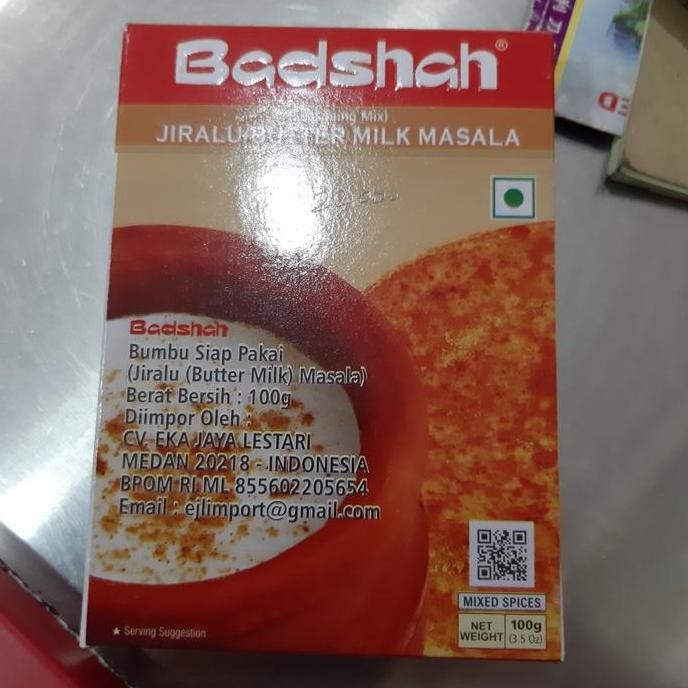 Badshah®
Mix)
JIRALU BUTTER MILK MASALA
Badshah
Bumbu Siap Pakai
(Jiralu (Butter Milk) Masala)
Berat Bersih : 100g
Diimpor Oleh :
CV. EKA JAYA LESTARI
MEDAN 20218 - INDONESIA
BPOM RI ML 855602205654
Email : ejlimport@gmail.com
MIXED SPICES
NET WEIGHT 100g (3.5 Oz)
★ Serving Suggestion